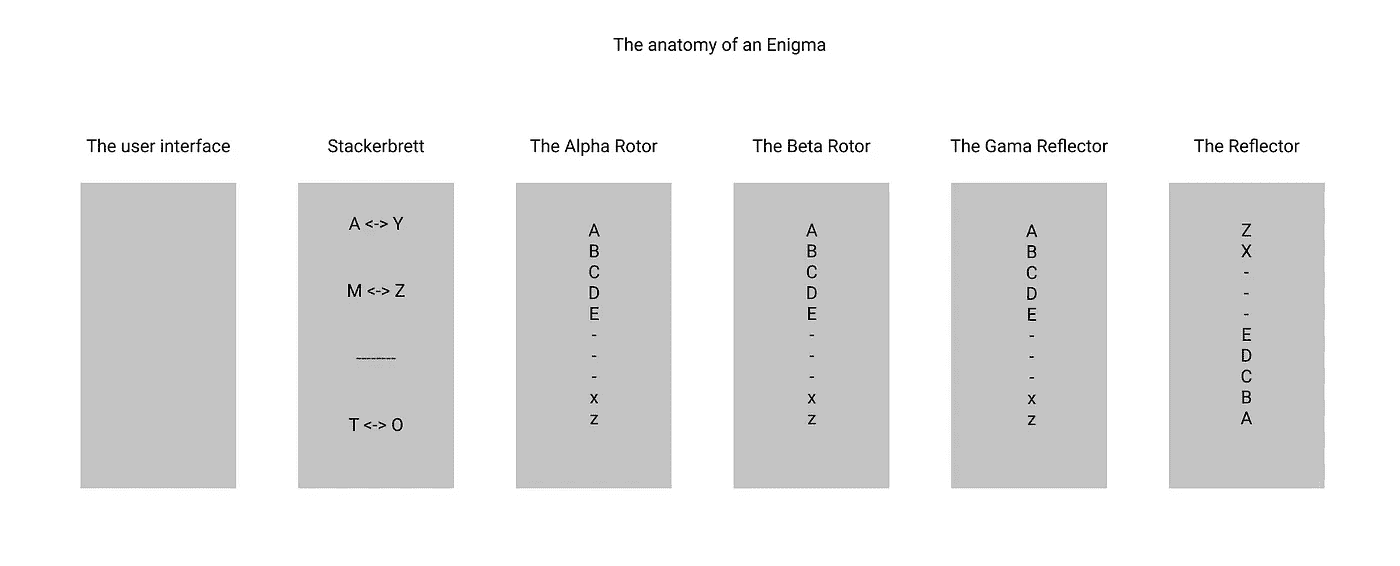 The anatomy of an Enigma
The user interface
Stackerbrett
A <-> Y
M <-> Z
--------
T <-> O
The Alpha Rotor
A
B
C
D
E
-
-
-
x
z
The Beta Rotor
A
B
C
D
E
-
-
-
x
z
The Gama Reflector
A
B
C
D
E
-
-
-
x
z
The Reflector
Z
X
-
-
-
E
D
C
B
A